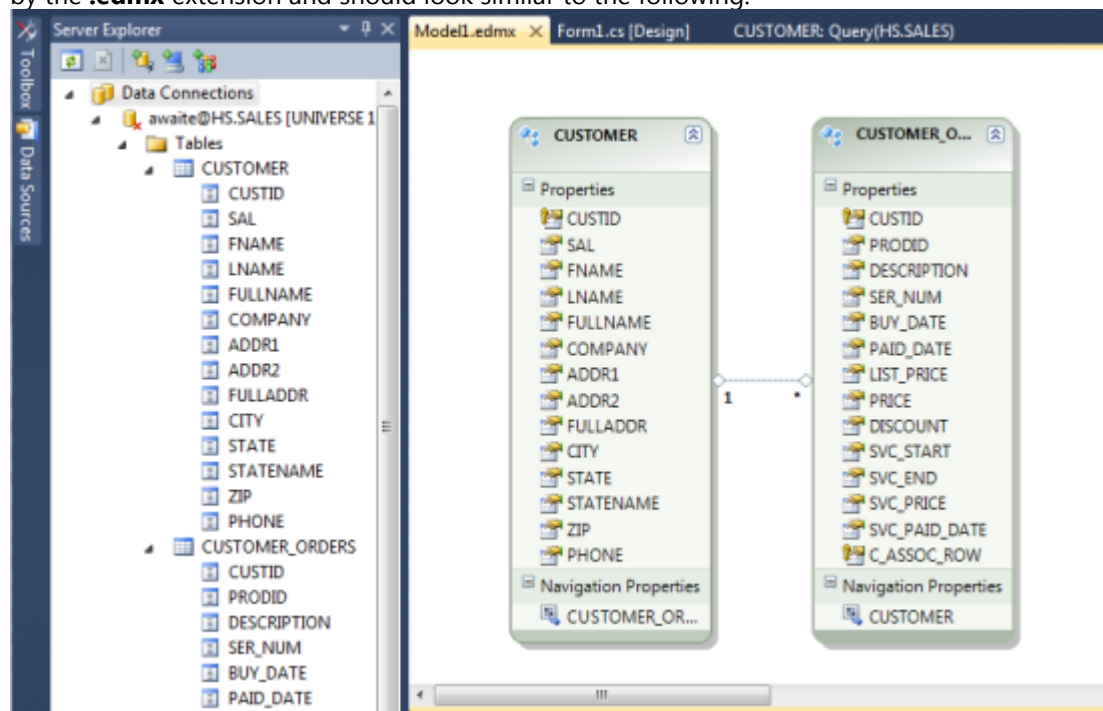 by the .edmx extension and should look similar to the following:
Toolbox
Data Sources
Server Explorer
Data Connections
awaite@HS.SALES [UNIVERSE 1
Tables
CUSTOMER
CUSTID
SAL
FNAME
LNAME
FULLNAME
COMPANY
ADDR1
ADDR2
FULLADDR
CITY
STATE
STATENAME
ZIP
PHONE
CUSTOMER_ORDERS
CUSTID
PRODID
DESCRIPTION
SER_NUM
BUY_DATE
PAID_DATE
Model1.edmx Form1.cs [Design] CUSTOMER: Query(HS.SALES)
CUSTOMER
Properties
CUSTID
SAL
FNAME
LNAME
FULLNAME
COMPANY
ADDR1
ADDR2
FULLADDR
CITY
STATE
STATENAME
ZIP
PHONE
Navigation Properties
CUSTOMER_OR...
1 *
CUSTOMER_O...
Properties
CUSTID
PRODID
DESCRIPTION
SER_NUM
BUY_DATE
PAID_DATE
LIST_PRICE
PRICE
DISCOUNT
SVC_START
SVC_END
SVC_PRICE
SVC_PAID_DATE
C_ASSOC_ROW
Navigation Properties
CUSTOMER